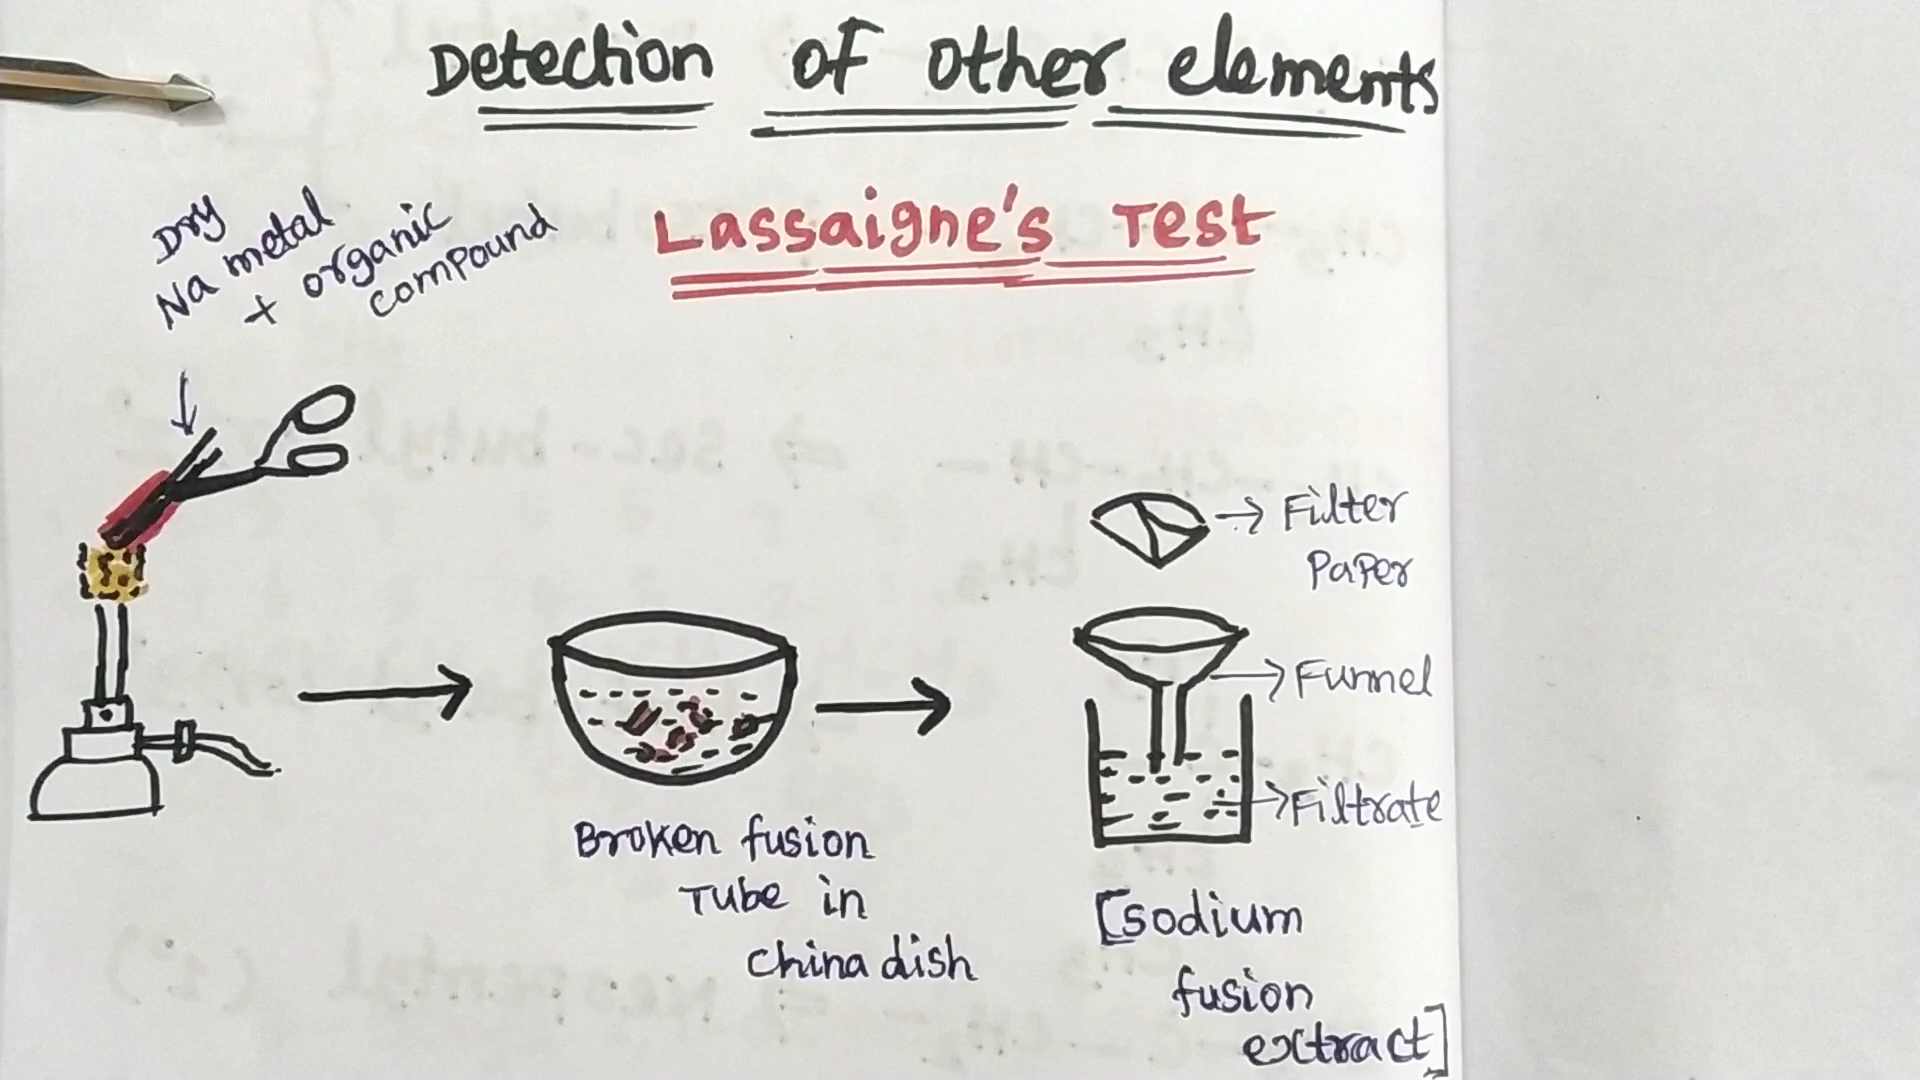 Detection of other elements
Lassaigne's Test
Dry
Na metal
+ organic
compound
Filter
Paper
Funnel
Filtrate
Broken fusion
Tube in
china dish
[sodium
fusion
extract]